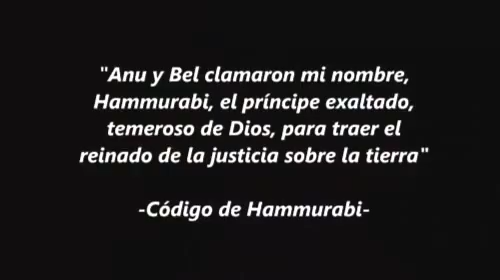 "Anu y Bel clamaron mi nombre,
Hammurabi, el príncipe exaltado,
temeroso de Dios, para traer el
reinado de la justicia sobre la tierra"
-Código de Hammurabi-